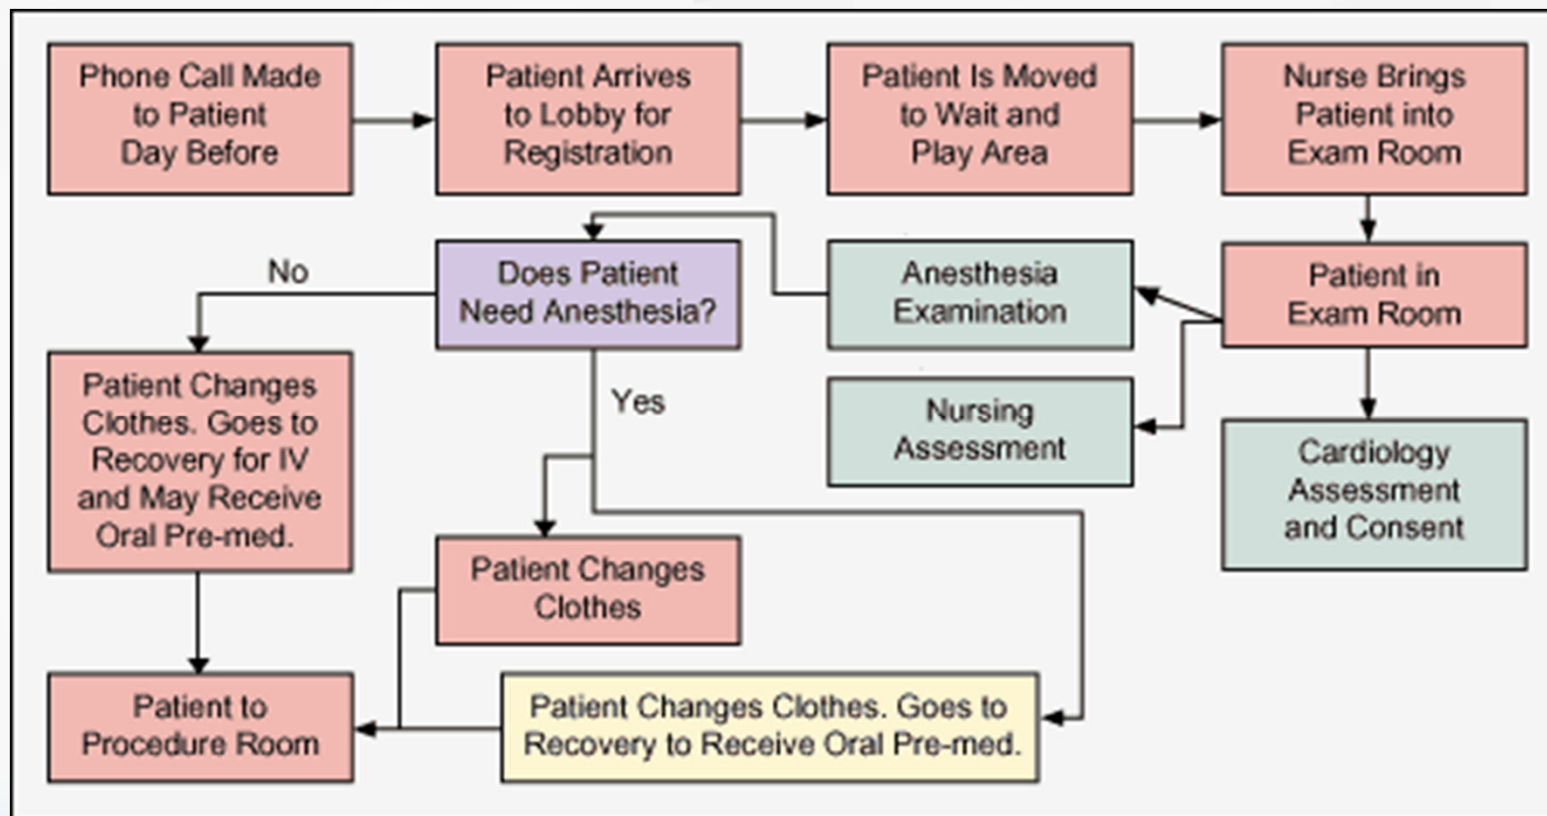 Phone Call Made
to Patient
Day Before
Patient Arrives
to Lobby for
Registration
Patient Is Moved
to Wait and
Play Area
Nurse Brings
Patient into
Exam Room
Patient in
Exam Room
Anesthesia
Examination
Nursing
Assessment
Cardiology
Assessment
and Consent
Does Patient
Need Anesthesia?
No
Yes
Patient Changes
Clothes. Goes to
Recovery for IV
and May Receive
Oral Pre-med.
Patient Changes
Clothes
Patient Changes Clothes. Goes to
Recovery to Receive Oral Pre-med.
Patient to
Procedure Room